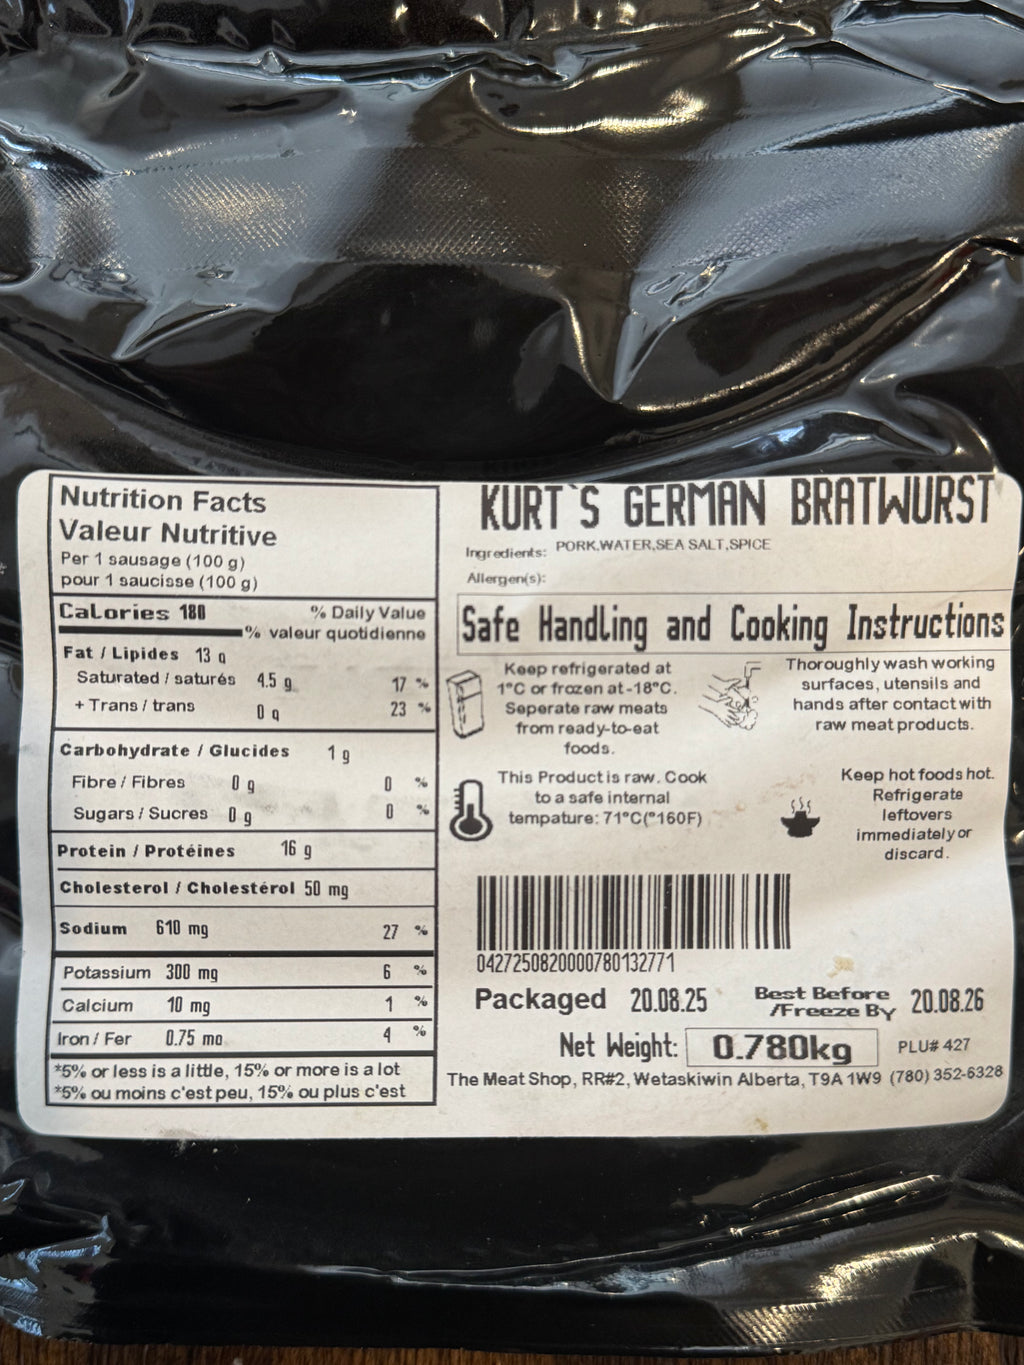 Nutrition Facts
Valeur Nutritive
Per 1 sausage (100 g)
pour 1 saucisse (100 g)
Calories 180 % Daily Value
% valeur quotidienne
Fat / Lipides 13 g
Saturated / saturés 4.5 g 17 %
+ Trans / trans 0 g 23 %
Carbohydrate / Glucides 1 g
Fibre / Fibres 0 g 0 %
Sugars / Sucres 0 g 0 %
Protein / Protéines 16 g
Cholesterol / Cholestérol 50 mg
Sodium 610 mg 27 %
Potassium 300 mg 6 %
Calcium 10 mg 1 %
Iron / Fer 0.75 mg 4 %
*5% or less is a little, 15% or more is a lot
*5% ou moins c'est peu, 15% ou plus c'est
KURT`S GERMAN BRATWURST
Ingredients: PORK,WATER,SEA SALT,SPICE
Allergen(s):
Safe Handling and Cooking Instructions
Keep refrigerated at
1°C or frozen at -18°C.
Seperate raw meats
from ready-to-eat
foods.
Thoroughly wash working
surfaces, utensils and
hands after contact with
raw meat products.
This Product is raw. Cook
to a safe internal
tempature: 71°C(°160F)
Keep hot foods hot.
Refrigerate
leftovers
immediately or
discard.
0427250820000780132771
Packaged 20.08.25
Best Before
/Freeze By 20.08.26
Net Weight: 0.780kg PLU# 427
The Meat Shop, RR#2, Wetaskiwin Alberta, T9A 1W9 (780) 352-6328